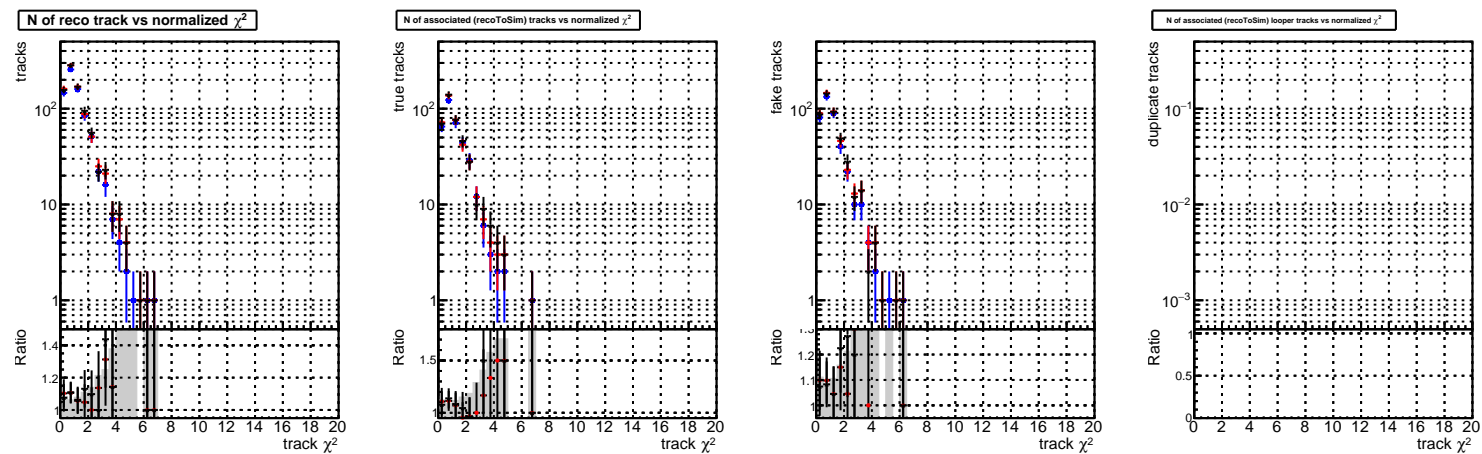 N of reco track vs normalized χ²
tracks
10²
10
1
Ratio
1.4
1.2
1
0 2 4 6 8 10 12 14 16 18 20
track χ²
N of associated (recoToSim) tracks vs normalized χ²
true tracks
10²
10
1
Ratio
1.5
1
0 2 4 6 8 10 12 14 16 18 20
track χ²
fake tracks
10²
10
1
Ratio
1.3
1.2
1.1
1
0 2 4 6 8 10 12 14 16 18 20
track χ²
N of associated (recoToSim) looper tracks vs normalized χ²
duplicate tracks
10⁻¹
10⁻²
10⁻³
Ratio
1
0.5
0
0 2 4 6 8 10 12 14 16 18 20
track χ²